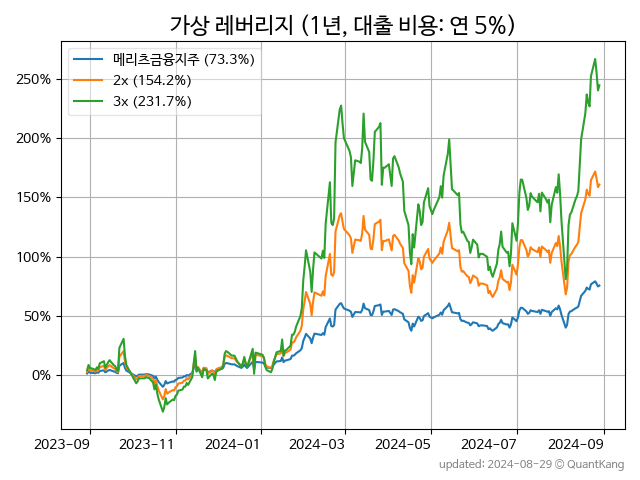 가상 레버리지 (1년, 대출 비용: 연 5%)
메리츠금융지주 (73.3%)
2x (154.2%)
3x (231.7%)
250%
200%
150%
100%
50%
0%
2023-09 2023-11 2024-01 2024-03 2024-05 2024-07 2024-09
updated: 2024-08-29 © QuantKang